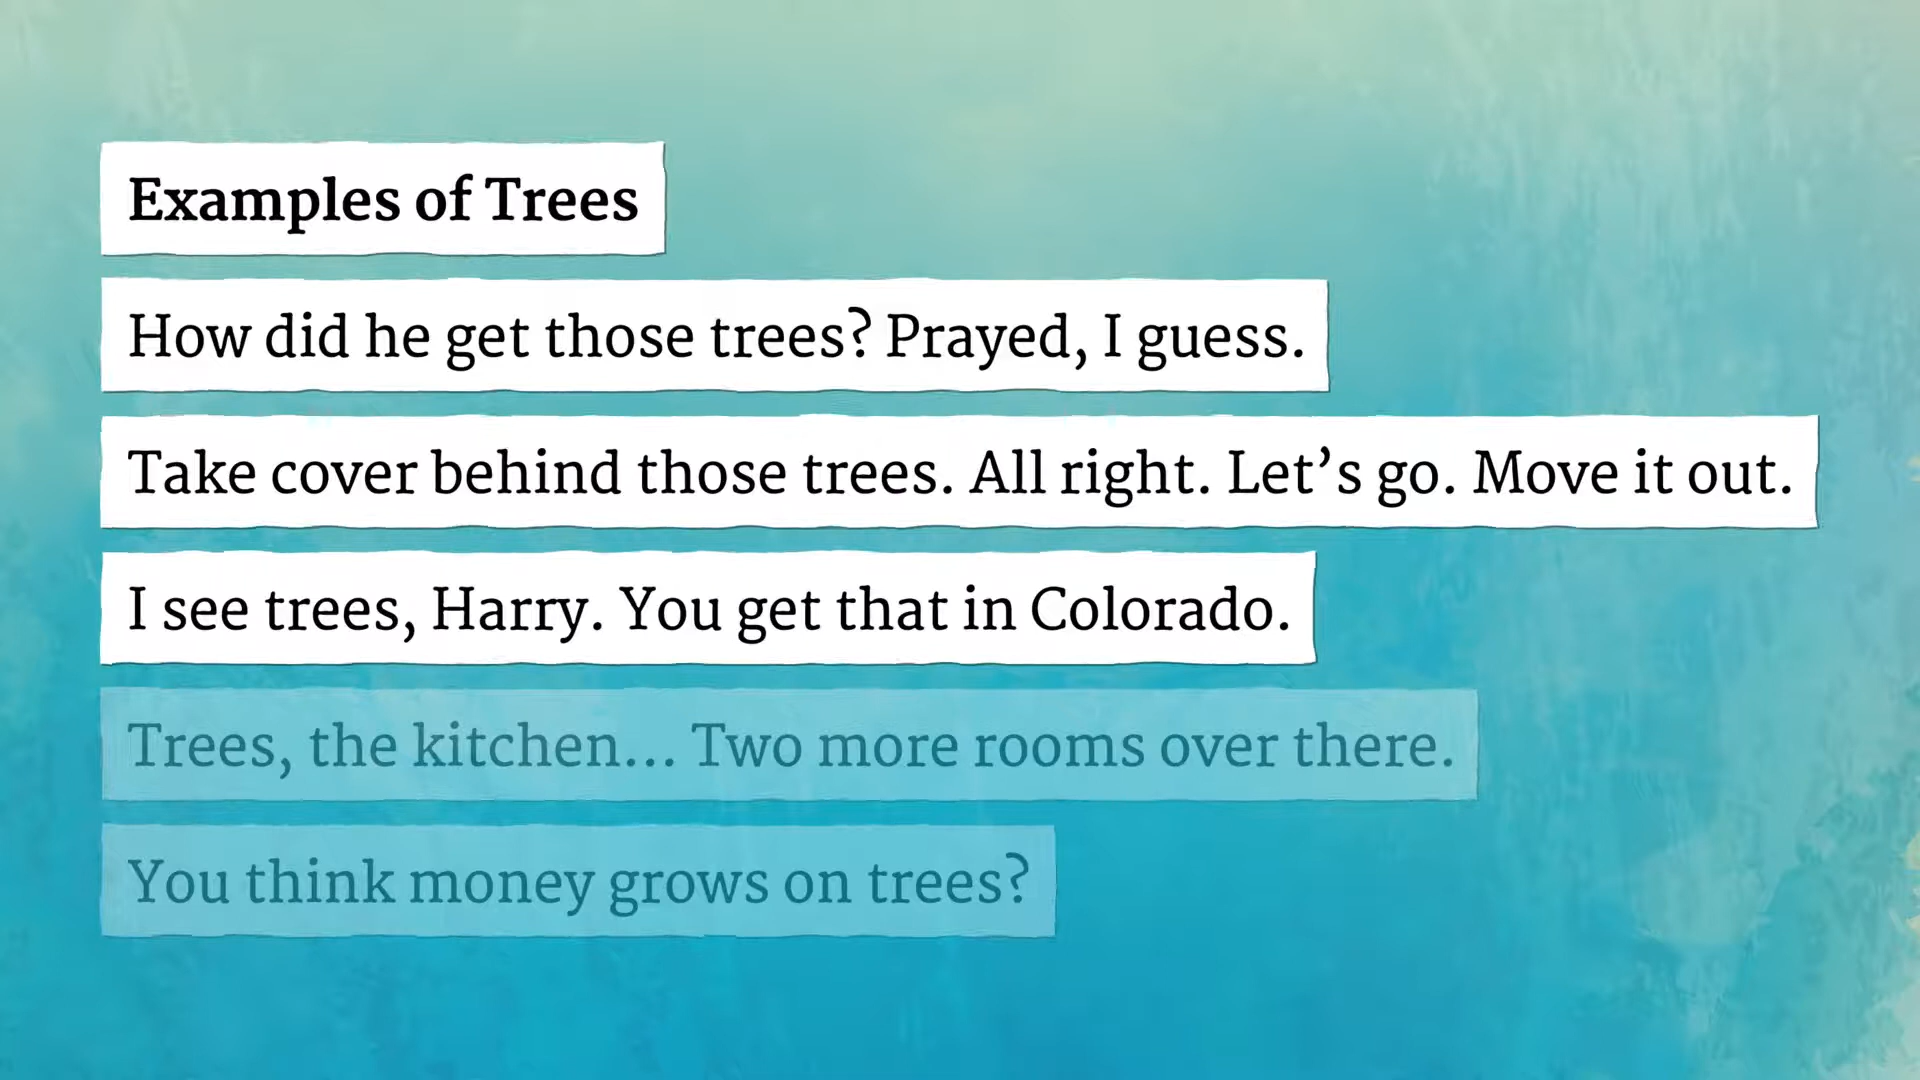 Examples of Trees
How did he get those trees? Prayed, I guess.
Take cover behind those trees. All right. Let’s go. Move it out.
I see trees, Harry. You get that in Colorado.
Trees, the kitchen... Two more rooms over there.
You think money grows on trees?